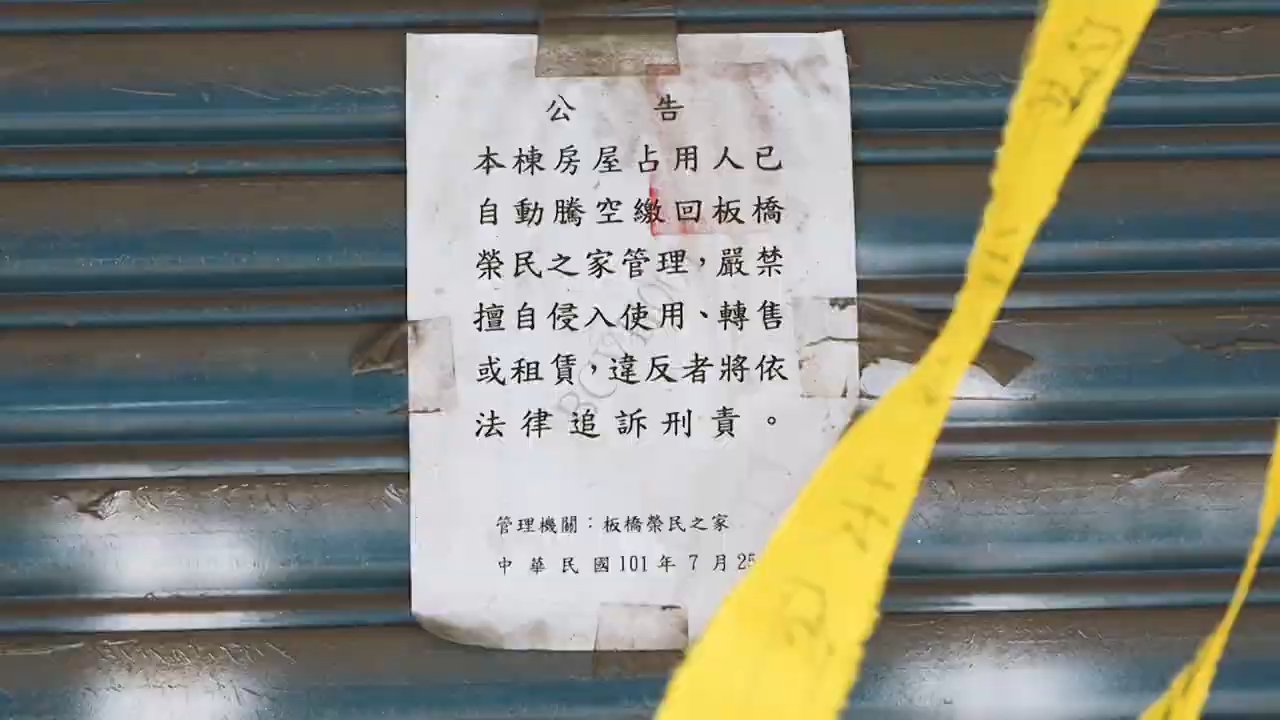 公告
本棟房屋占用人已
自動騰空繳回板橋
榮民之家管理，嚴禁
擅自侵入使用、轉售
或租賃，違反者將依
法律追訴刑責。
管理機關：板橋榮民之家
中華民國101年7月25